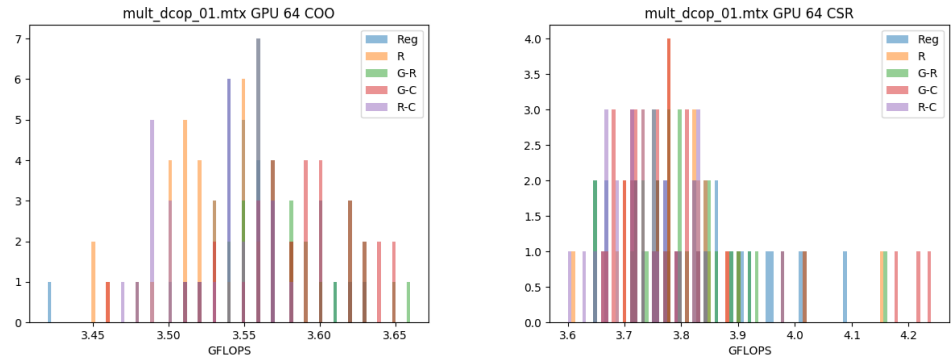 mult_dcop_01.mtx GPU 64 COO
7
6
5
4
3
2
1
0
3.45 3.50 3.55 3.60 3.65
GFLOPS
Reg
R
G-R
G-C
R-C
mult_dcop_01.mtx GPU 64 CSR
4.0
3.5
3.0
2.5
2.0
1.5
1.0
0.5
0.0
3.6 3.7 3.8 3.9 4.0 4.1 4.2
GFLOPS
Reg
R
G-R
G-C
R-C